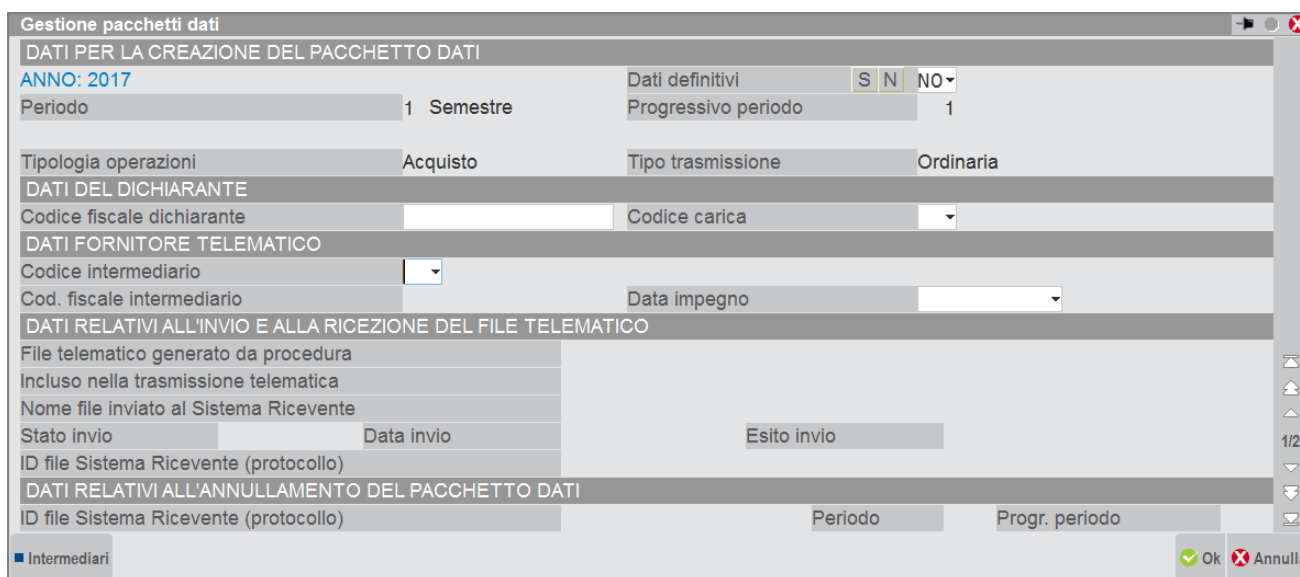 Gestione pacchetti dati
DATI PER LA CREAZIONE DEL PACCHETTO DATI
ANNO: 2017 Dati definitivi S N NO
Periodo 1 Semestre Progressivo periodo 1
Tipologia operazioni Acquisto Tipo trasmissione Ordinaria
DATI DEL DICHIARANTE
Codice fiscale dichiarante Codice carica
DATI FORNITORE TELEMATICO
Codice intermediario
Cod. fiscale intermediario Data impegno
DATI RELATIVI ALL'INVIO E ALLA RICEZIONE DEL FILE TELEMATICO
File telematico generato da procedura
Incluso nella trasmissione telematica
Nome file inviato al Sistema Ricevente
Stato invio Data invio Esito invio
1/2
ID file Sistema Ricevente (protocollo)
DATI RELATIVI ALL'ANNULLAMENTO DEL PACCHETTO DATI
ID file Sistema Ricevente (protocollo) Periodo Progr. periodo
Intermediari Ok Annulla